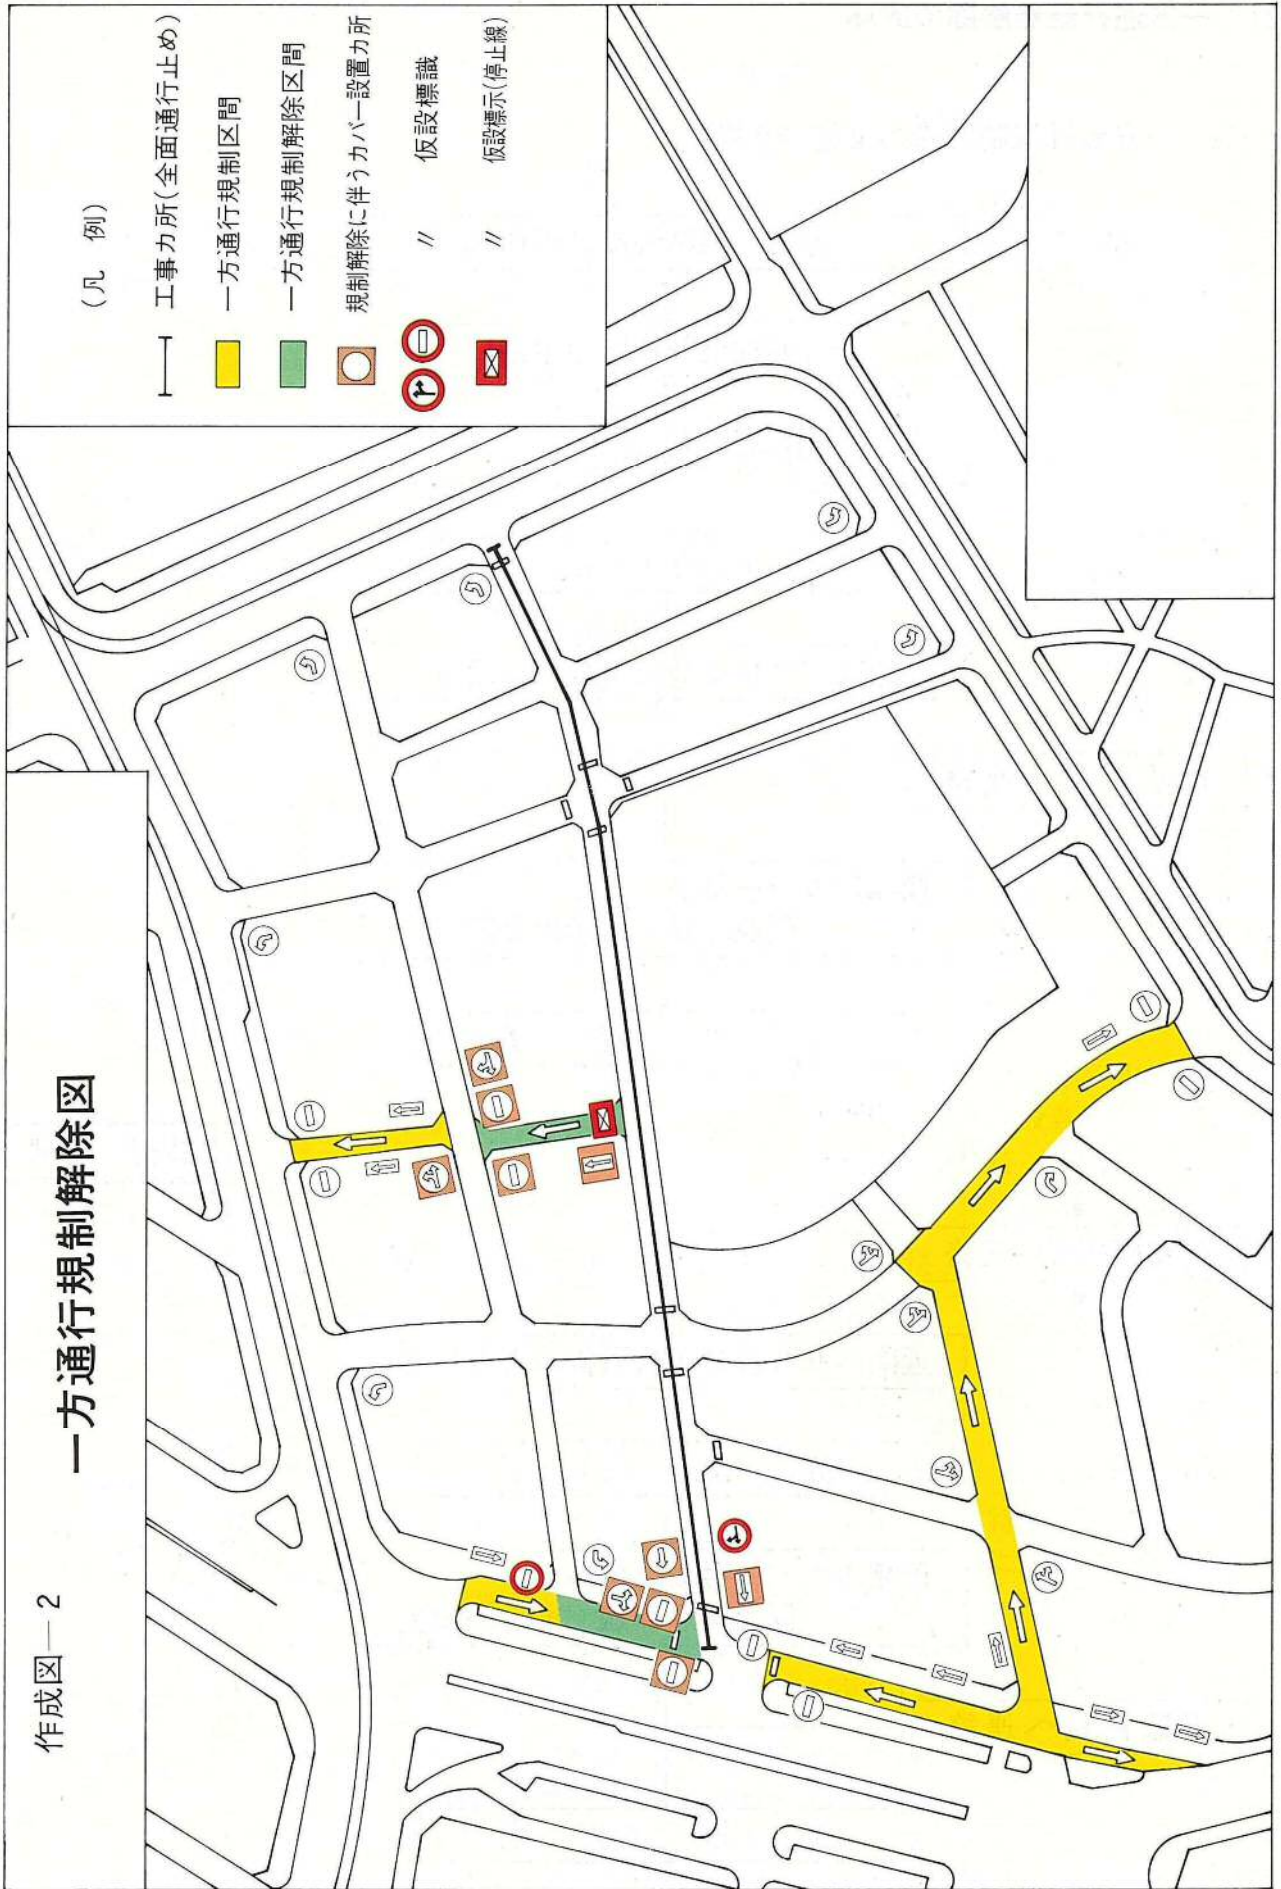 作成図―2
一方通行規制解除図
(凡 例)
工事カ所(全面通行止め)
一方通行規制区間
一方通行規制解除区間
規制解除に伴うカバー設置カ所
〃 仮設標識
〃 仮設標示(停止線)